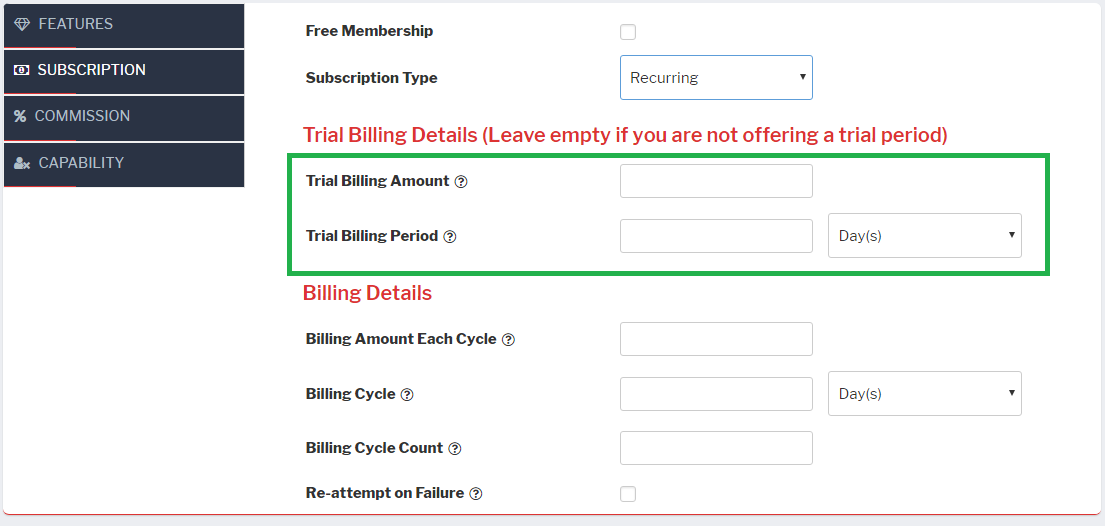 FEATURES
SUBSCRIPTION
COMMISSION
CAPABILITY
Free Membership
Subscription Type Recurring
Trial Billing Details (Leave empty if you are not offering a trial period)
Trial Billing Amount
Trial Billing Period Day(s)
Billing Details
Billing Amount Each Cycle
Billing Cycle Day(s)
Billing Cycle Count
Re-attempt on Failure